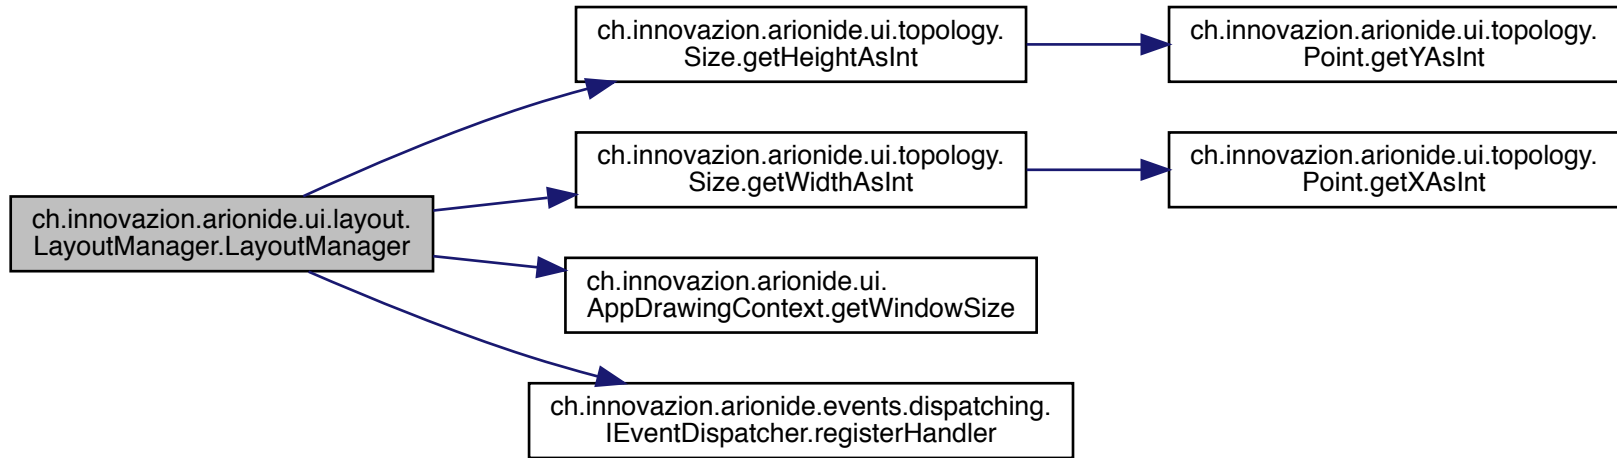 ch.innovazion.arionide.ui.layout.
LayoutManager.LayoutManager
ch.innovazion.arionide.ui.topology.
Size.getHeightAsInt
ch.innovazion.arionide.ui.topology.
Point.getYAsInt
ch.innovazion.arionide.ui.topology.
Size.getWidthAsInt
ch.innovazion.arionide.ui.topology.
Point.getXAsInt
ch.innovazion.arionide.ui.
AppDrawingContext.getWindowSize
ch.innovazion.arionide.events.dispatching.
IEventDispatcher.registerHandler